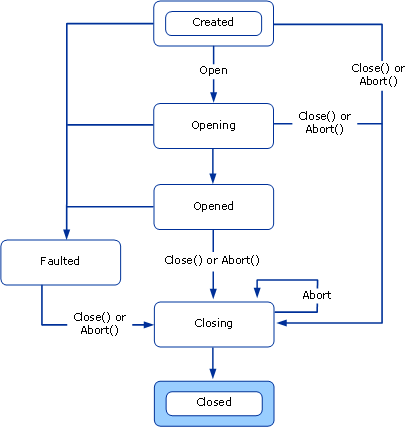 Created
Open
Close() or
Abort()
Opening
Close() or
Abort()
Opened
Close() or Abort()
Faulted
Abort
Close() or
Abort()
Closing
Closed